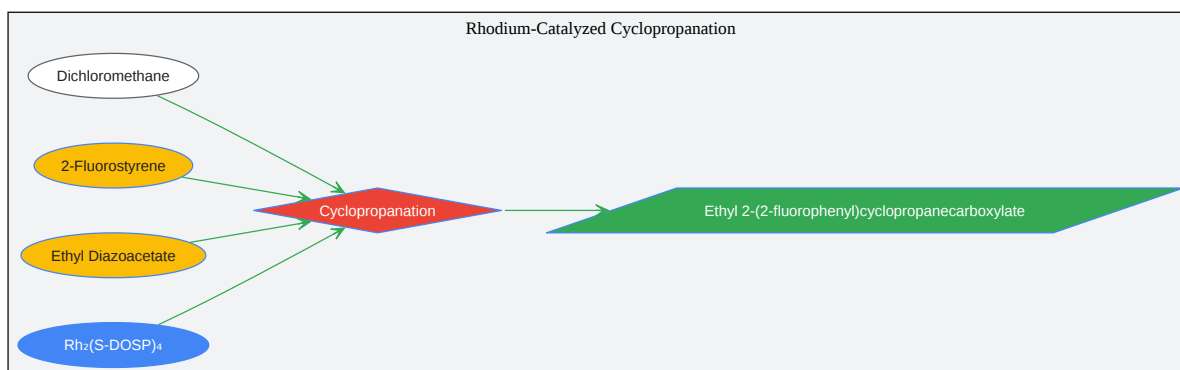 Rhodium-Catalyzed Cyclopropanation
Dichloromethane
2-Fluorostyrene
Cyclopropanation
Ethyl 2-(2-fluorophenyl)cyclopropanecarboxylate
Ethyl Diazoacetate
Rh₂(S-DOSP)₄